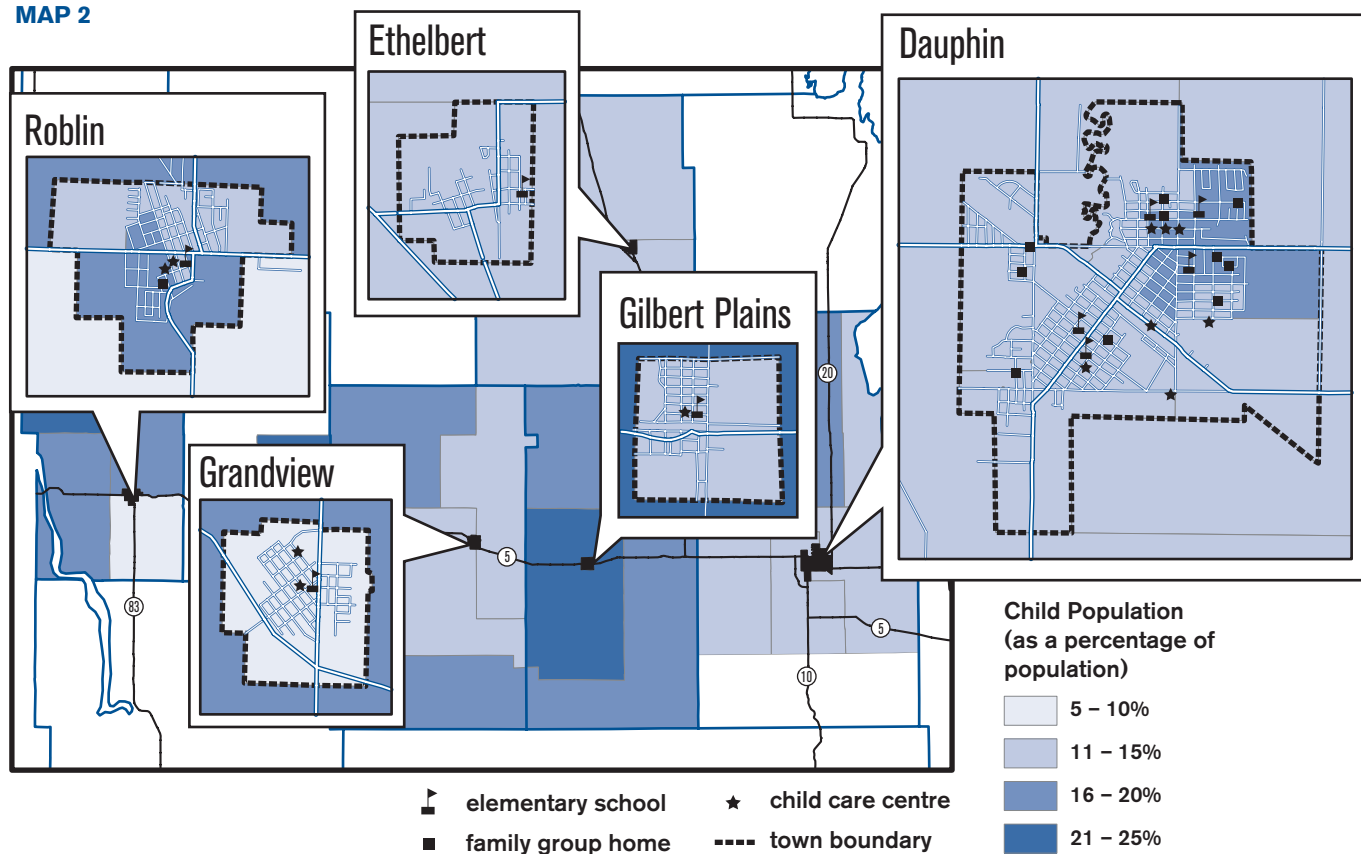 MAP 2
Ethelbert
Dauphin
Roblin
Gilbert Plains
20
Grandview
5
83
5
10
Child Population
(as a percentage of
population)
5 – 10%
11 – 15%
16 – 20%
21 – 25%
elementary school
child care centre
family group home
town boundary